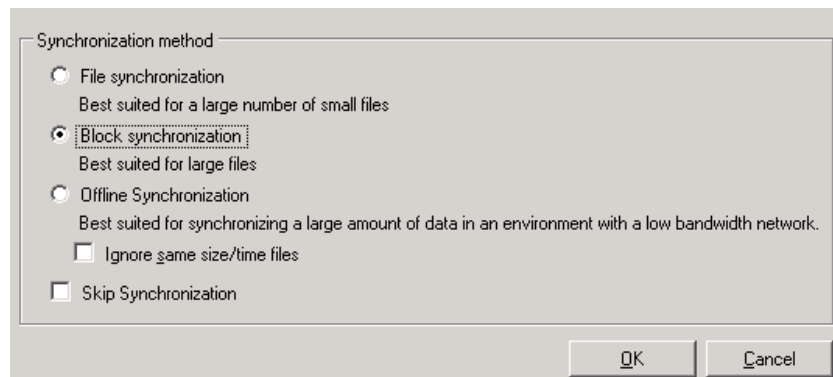 Synchronization method
File synchronization
Best suited for a large number of small files
Block synchronization
Best suited for large files
Offline Synchronization
Best suited for synchronizing a large amount of data in an environment with a low bandwidth network.
Ignore same size/time files
Skip Synchronization
OK Cancel